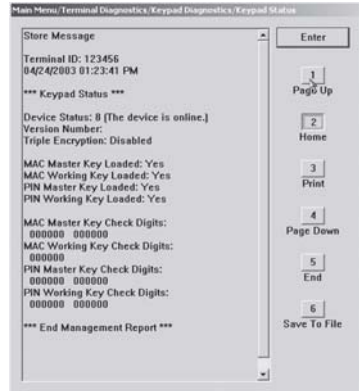 Main Menu/Terminal Diagnostics/Keypad Diagnostics/Keypad Status
Store Message
Terminal ID: 123456
04/24/2003 01:23:41 PM
*** Keypad Status ***
Device Status: 8 (The device is online.)
Version Number:
Triple Encryption: Disabled
MAC Master Key Loaded: Yes
MAC Working Key Loaded: Yes
PIN Master Key Loaded: Yes
PIN Working Key Loaded: Yes
MAC Master Key Check Digits:
000000 000000
MAC Working Key Check Digits:
000000
PIN Master Key Check Digits:
000000 000000
PIN Working Key Check Digits:
000000 000000
*** End Management Report ***
Enter
1
Page Up
2
Home
3
Print
4
Page Down
5
End
6
Save To File